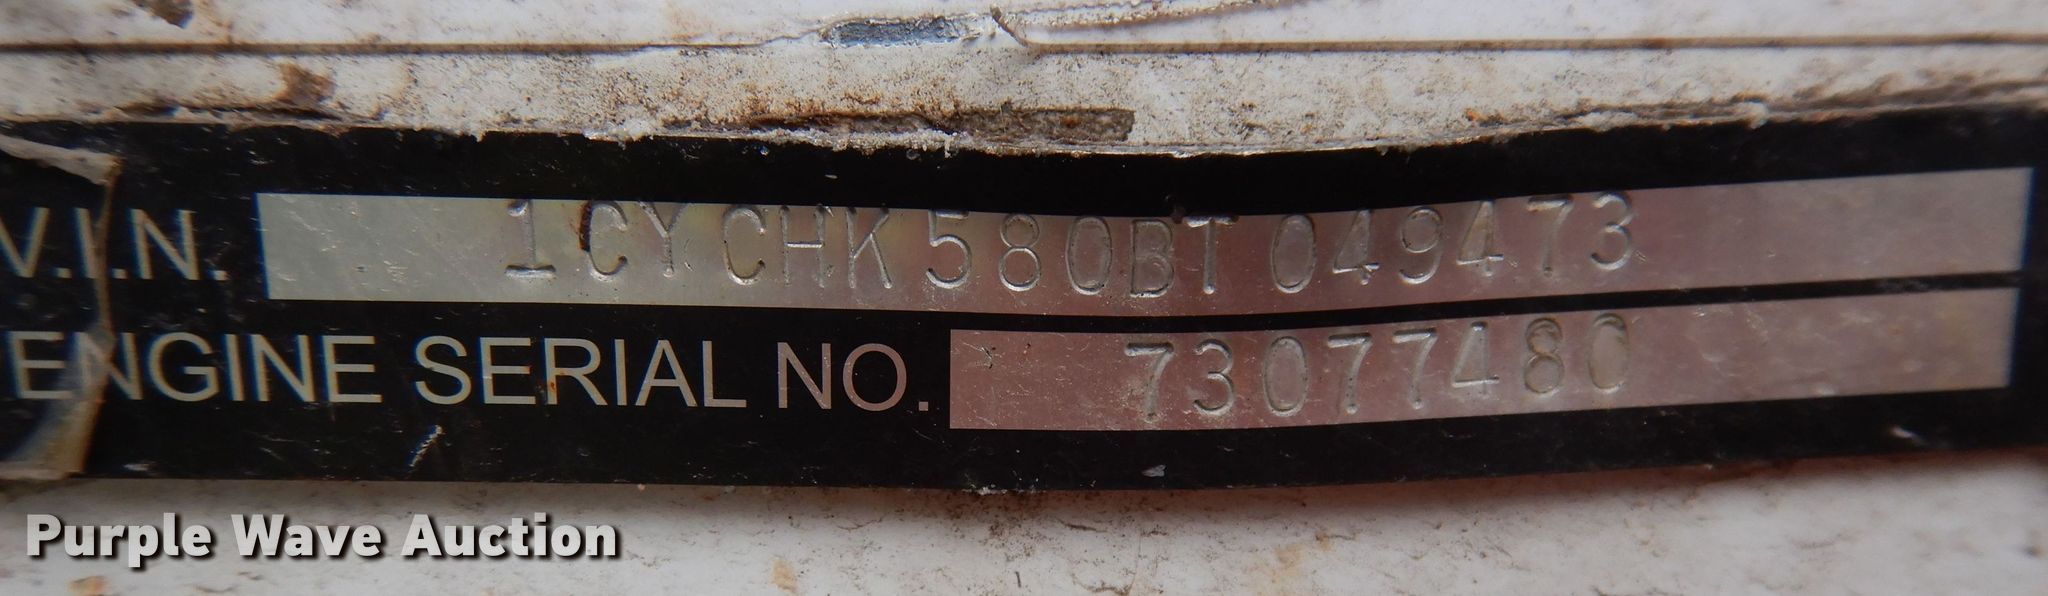 V.I.N. 1CYCHK580BT049473
ENGINE SERIAL NO. 73077480
Purple Wave Auction